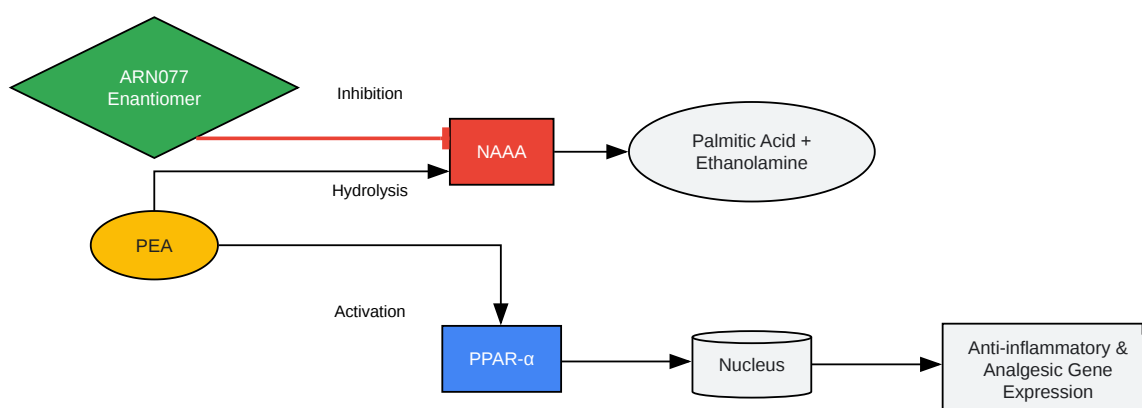 ARN077
Enantiomer
Inhibition
NAAA
Palmitic Acid +
Ethanolamine
Hydrolysis
PEA
Activation
PPAR-α
Nucleus
Anti-inflammatory &
Analgesic Gene
Expression